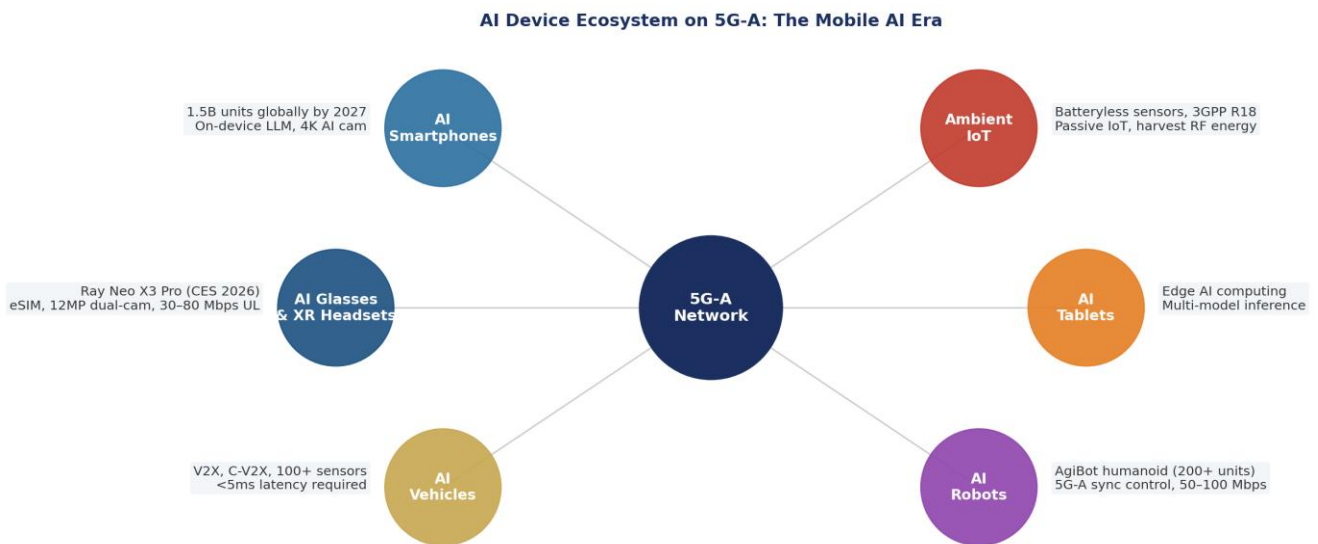 AI Device Ecosystem on 5G-A: The Mobile AI Era
1.5B units globally by 2027
On-device LLM, 4K AI cam
AI
Smartphones
Ambient
IoT
Batteryless sensors, 3GPP R18
Passive IoT, harvest RF energy
Ray Neo X3 Pro (CES 2026)
eSIM, 12MP dual-cam, 30–80 Mbps UL
AI Glasses
& XR Headsets
5G-A
Network
AI
Tablets
Edge AI computing
Multi-model inference
V2X, C-V2X, 100+ sensors
<5ms latency required
AI
Vehicles
AI
Robots
AgiBot humanoid (200+ units)
5G-A sync control, 50–100 Mbps